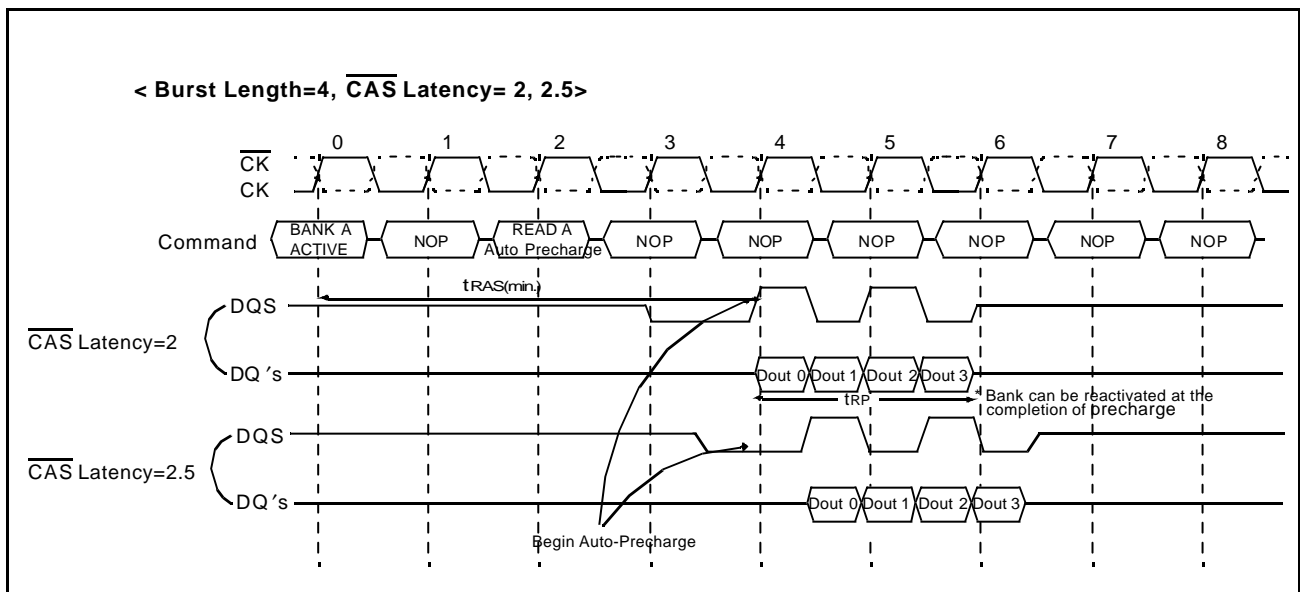 < Burst Length=4, CAS Latency= 2, 2.5>
0 1 2 3 4 5 6 7 8
CK
CK
Command
BANK A
ACTIVE
NOP
READ A
Auto Precharge
NOP
NOP
NOP
NOP
NOP
NOP
tRAS(min.)
DQS
CAS Latency=2
DQ's
Dout 0 Dout 1 Dout 2 Dout 3
tRP
* Bank can be reactivated at the
completion of precharge
DQS
CAS Latency=2.5
DQ's
Dout 0 Dout 1 Dout 2 Dout 3
Begin Auto-Precharge